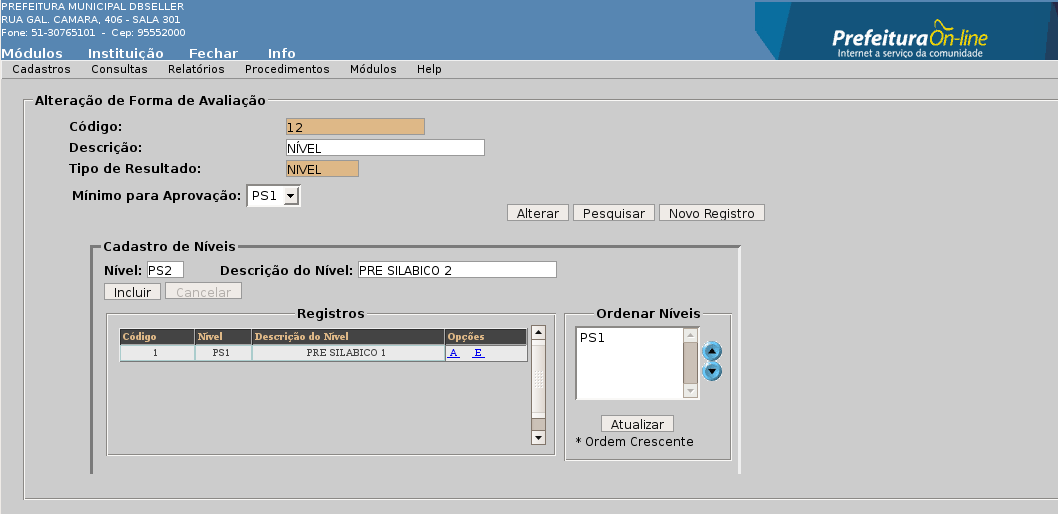 PREFEITURA MUNICIPAL DBSELLER
RUA GAL. CAMARA, 406 - SALA 301
Fone: 51-30765101 - Cep: 95552000
Prefeitura On-line
Internet a serviço da comunidade
Módulos Instituição Fechar Info
Cadastros Consultas Relatórios Procedimentos Módulos Help
Alteração de Forma de Avaliação
Código: 12
Descrição: NÍVEL
Tipo de Resultado: NIVEL
Mínimo para Aprovação: PS1
Alterar Pesquisar Novo Registro
Cadastro de Níveis
Nível: PS2 Descrição do Nível: PRE SILABICO 2
Incluir Cancelar
Registros
Código Nível Descrição do Nível Opções
1 PS1 PRE SILABICO 1 A E
Ordenar Níveis
PS1
Atualizar
* Ordem Crescente